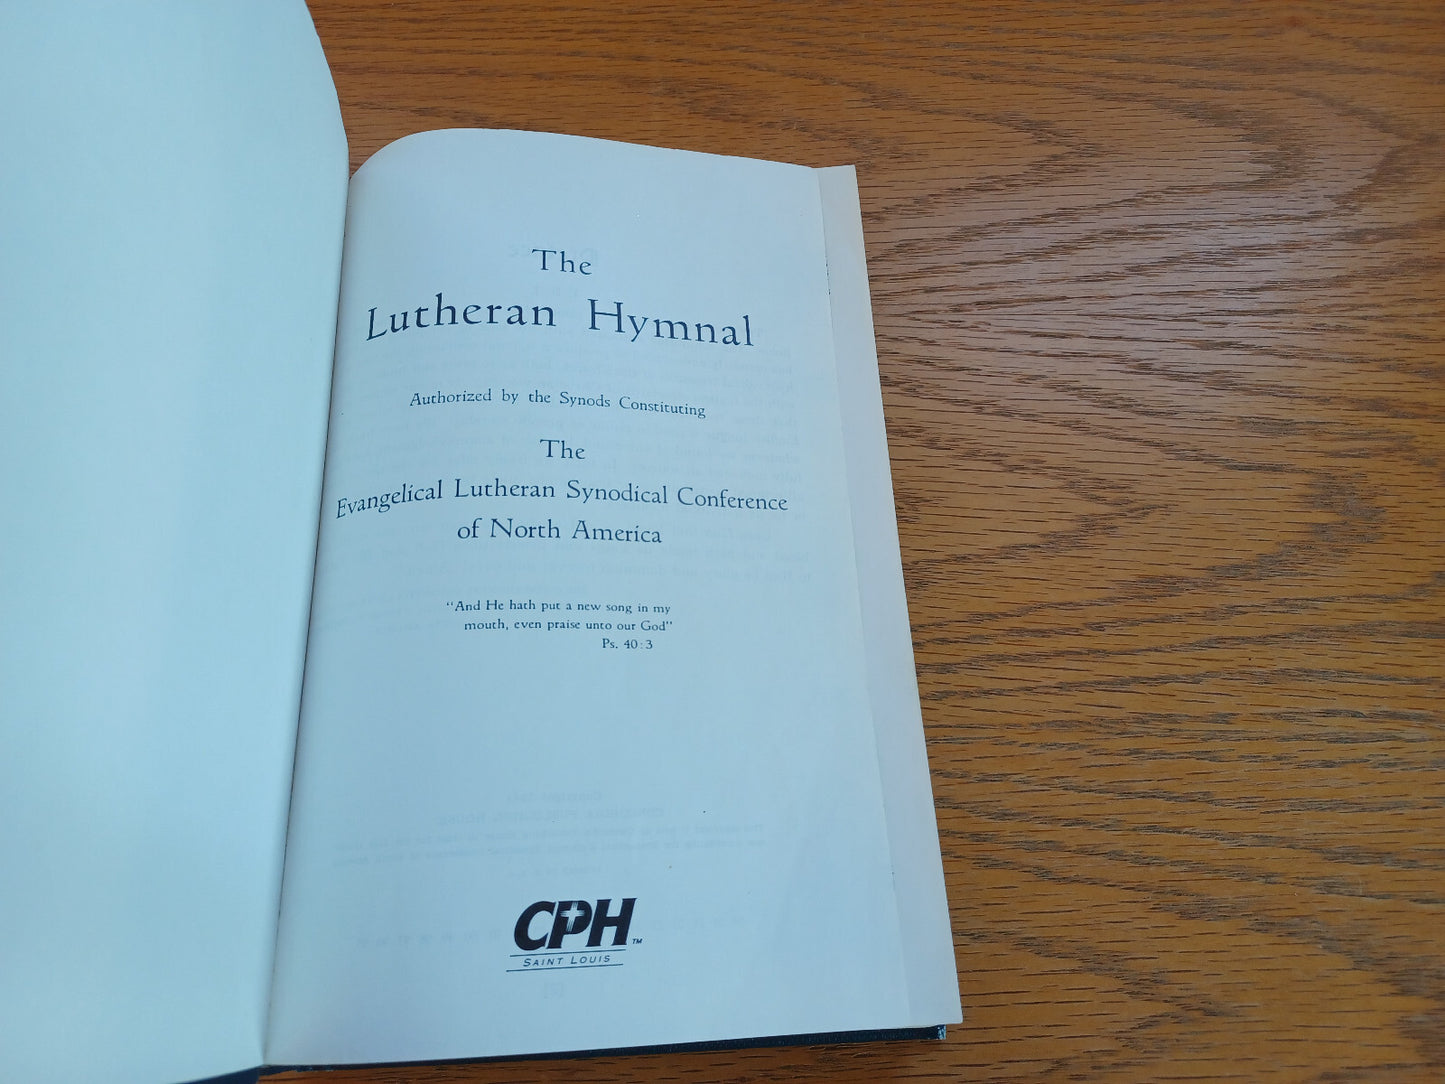 The
Lutheran Hymnal
Authorized by the Synods Constituting
The
Evangelical Lutheran Synodical Conference
of North America
"And He hath put a new song in my
mouth, even praise unto our God"
Ps. 40:3
CPH™
SAINT LOUIS